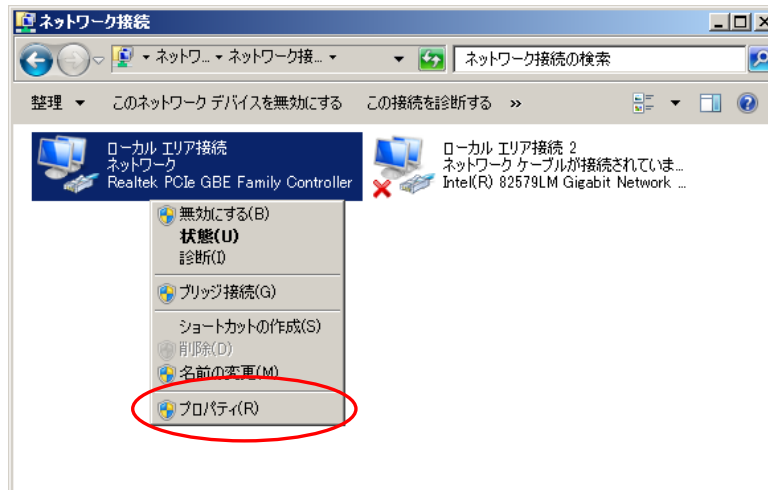 ネットワーク接続
ネットワ... ネットワーク接... ネットワーク接続の検索
整理 このネットワーク デバイスを無効にする この接続を診断する »
ローカル エリア接続
ネットワーク
Realtek PCIe GBE Family Controller
ローカル エリア接続 2
ネットワーク ケーブルが接続されていま...
Intel(R) 82579LM Gigabit Network ...
無効にする(B)
状態(U)
診断(I)
ブリッジ接続(G)
ショートカットの作成(S)
削除(D)
名前の変更(M)
プロパティ(R)